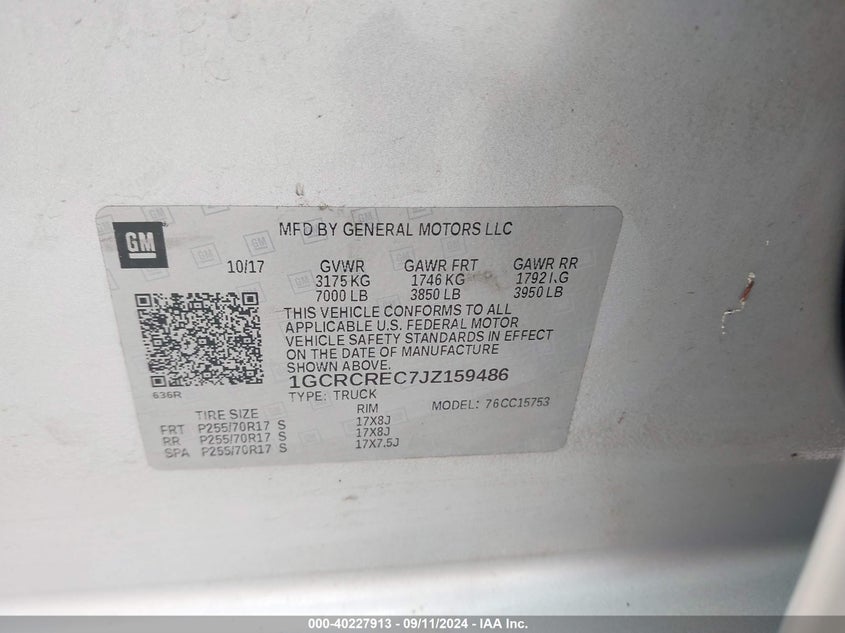 GM
MFD BY GENERAL MOTORS LLC
10/17 GVWR GAWR FRT GAWR RR
3175 KG 1746 KG 1792 KG
7000 LB 3850 LB 3950 LB
THIS VEHICLE CONFORMS TO ALL
APPLICABLE U.S. FEDERAL MOTOR
VEHICLE SAFETY STANDARDS IN EFFECT
ON THE DATE OF MANUFACTURE
SHOWN ABOVE.
1GCRCREC7JZ159486
636R
TYPE: TRUCK MODEL: 76CC15753
TIRE SIZE RIM
FRT P255/70R17 S 17X8J
RR P255/70R17 S 17X8J
SPA P255/70R17 S 17X7.5J
000-40227913 - 09/11/2024 - IAA Inc.